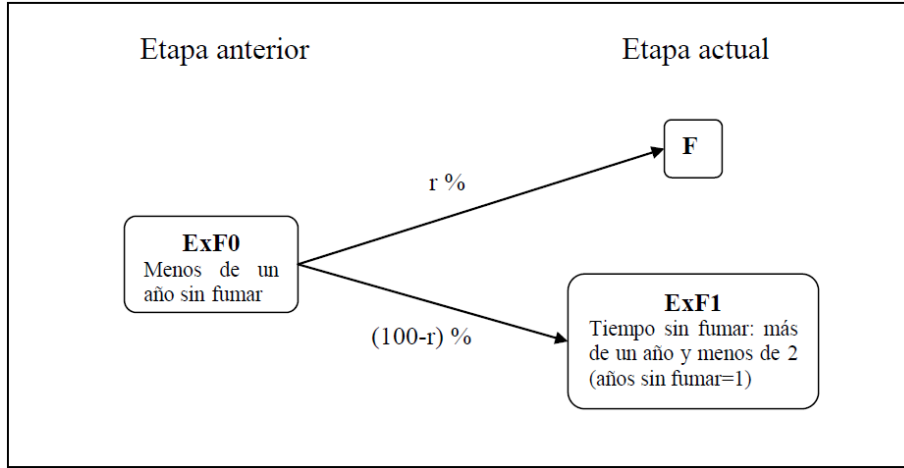 Etapa anterior
Etapa actual
F
r %
ExF0
Menos de un
año sin fumar
(100-r) %
ExF1
Tiempo sin fumar: más
de un año y menos de 2
(años sin fumar=1)